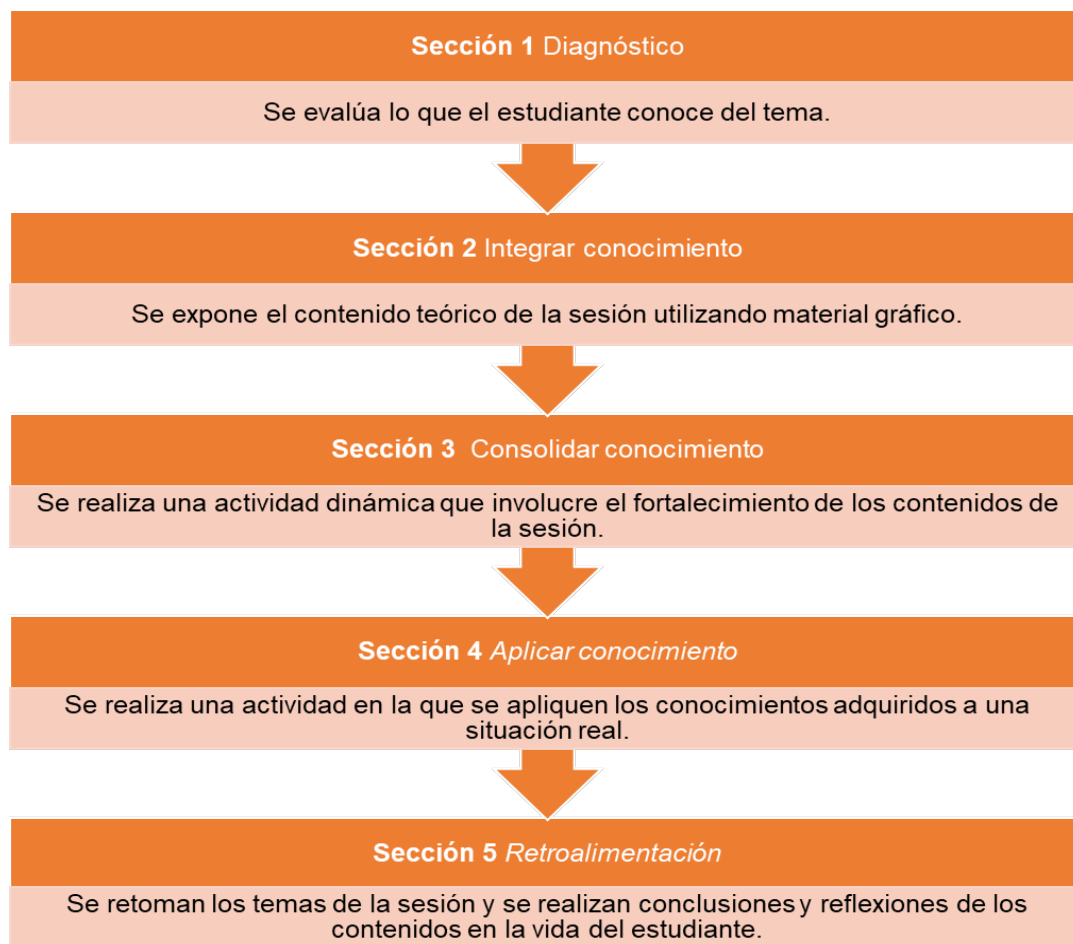 Sección 1 Diagnóstico
Se evalúa lo que el estudiante conoce del tema.
Sección 2 Integrar conocimiento
Se expone el contenido teórico de la sesión utilizando material gráfico.
Sección 3 Consolidar conocimiento
Se realiza una actividad dinámica que involucre el fortalecimiento de los contenidos de
la sesión.
Sección 4 Aplicar conocimiento
Se realiza una actividad en la que se apliquen los conocimientos adquiridos a una
situación real.
Sección 5 Retroalimentación
Se retoman los temas de la sesión y se realizan conclusiones y reflexiones de los
contenidos en la vida del estudiante.